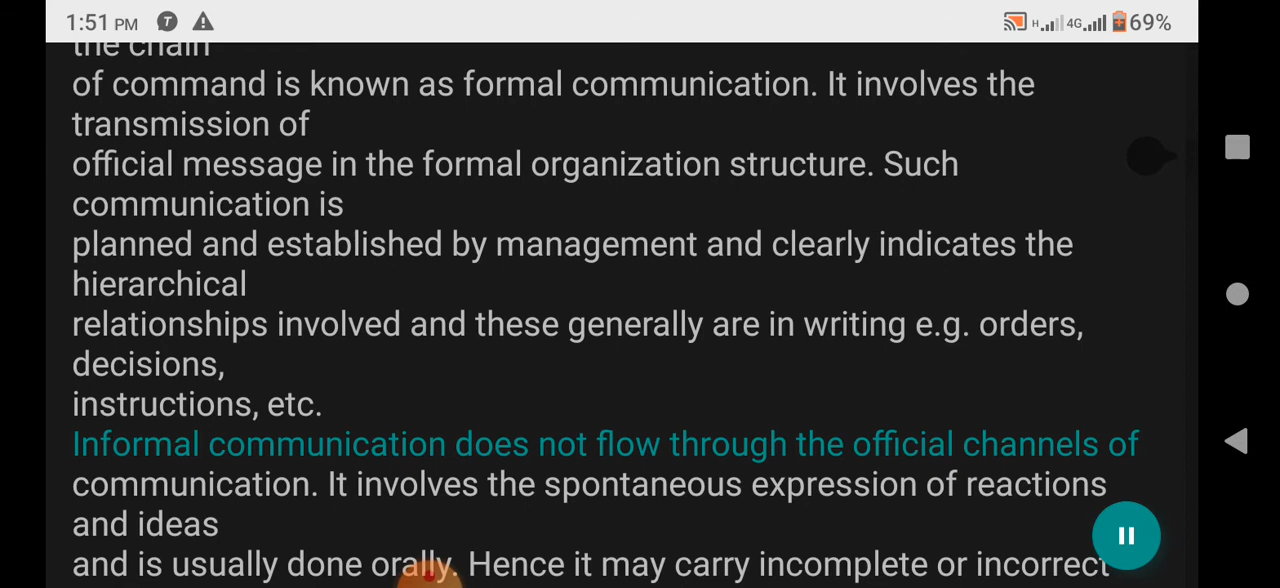 1:51 PM T H 4G 69%
the chain
of command is known as formal communication. It involves the
transmission of
official message in the formal organization structure. Such
communication is
planned and established by management and clearly indicates the
hierarchical
relationships involved and these generally are in writing e.g. orders,
decisions,
instructions, etc.
Informal communication does not flow through the official channels of
communication. It involves the spontaneous expression of reactions
and ideas
and is usually done orally. Hence it may carry incomplete or incorrect